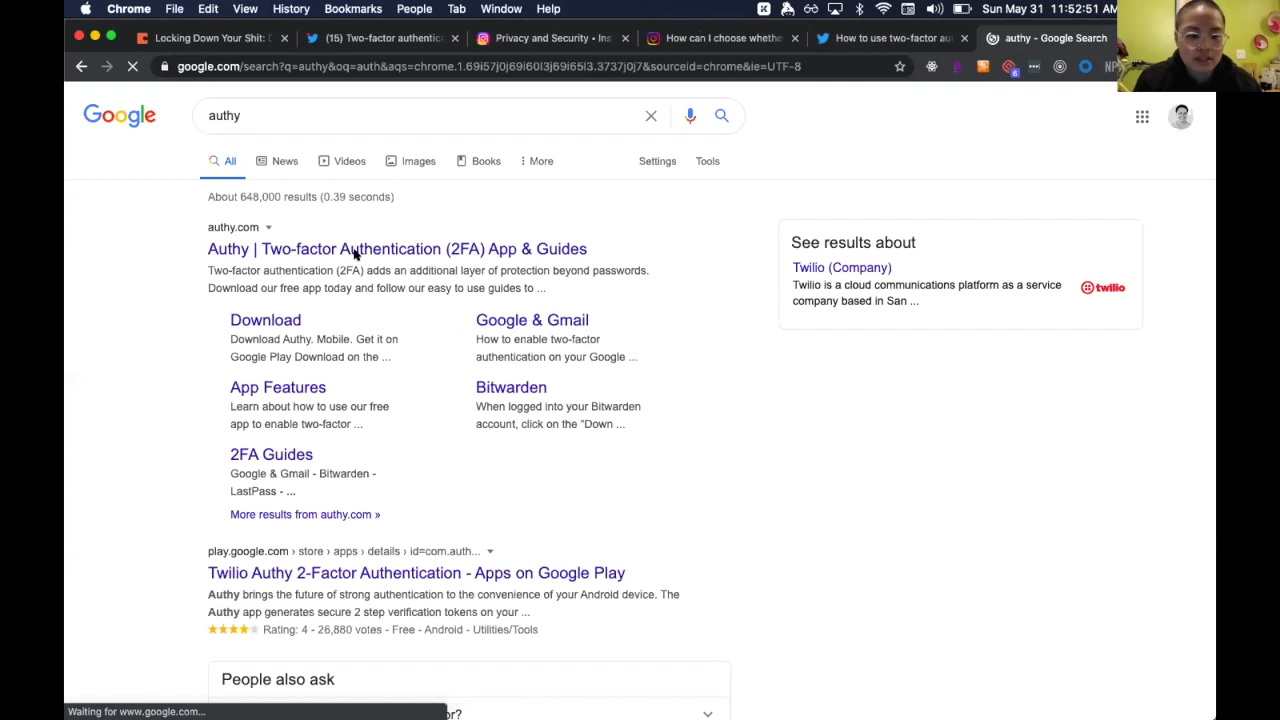 Chrome File Edit View History Bookmarks People Tab Window Help Sun May 31 11:52:51 AM
Locking Down Your Shit: D (15) Two-factor authentica Privacy and Security • Ins How can I choose whethe How to use two-factor au authy - Google Search
google.com/search?q=authy&oq=auth&aqs=chrome.1.69i57j0j69i60l3j69i65l3.3737j0j7&sourceid=chrome&ie=UTF-8 6 NP
Google authy
All News Videos Images Books More Settings Tools
About 648,000 results (0.39 seconds)
authy.com
Authy | Two-factor Authentication (2FA) App & Guides
Two-factor authentication (2FA) adds an additional layer of protection beyond passwords.
Download our free app today and follow our easy to use guides to ...
Download
Download Authy. Mobile. Get it on
Google Play Download on the ...
Google & Gmail
How to enable two-factor
authentication on your Google ...
App Features
Learn about how to use our free
app to enable two-factor ...
Bitwarden
When logged into your Bitwarden
account, click on the "Down ...
2FA Guides
Google & Gmail - Bitwarden -
LastPass - ...
More results from authy.com »
play.google.com › store › apps › details › id=com.auth...
Twilio Authy 2-Factor Authentication - Apps on Google Play
Authy brings the future of strong authentication to the convenience of your Android device. The
Authy app generates secure 2 step verification tokens on your ...
Rating: 4 - 26,880 votes - Free - Android - Utilities/Tools
People also ask
or?
See results about
Twilio (Company)
Twilio is a cloud communications platform as a service
company based in San ...
twilio
Waiting for www.google.com...